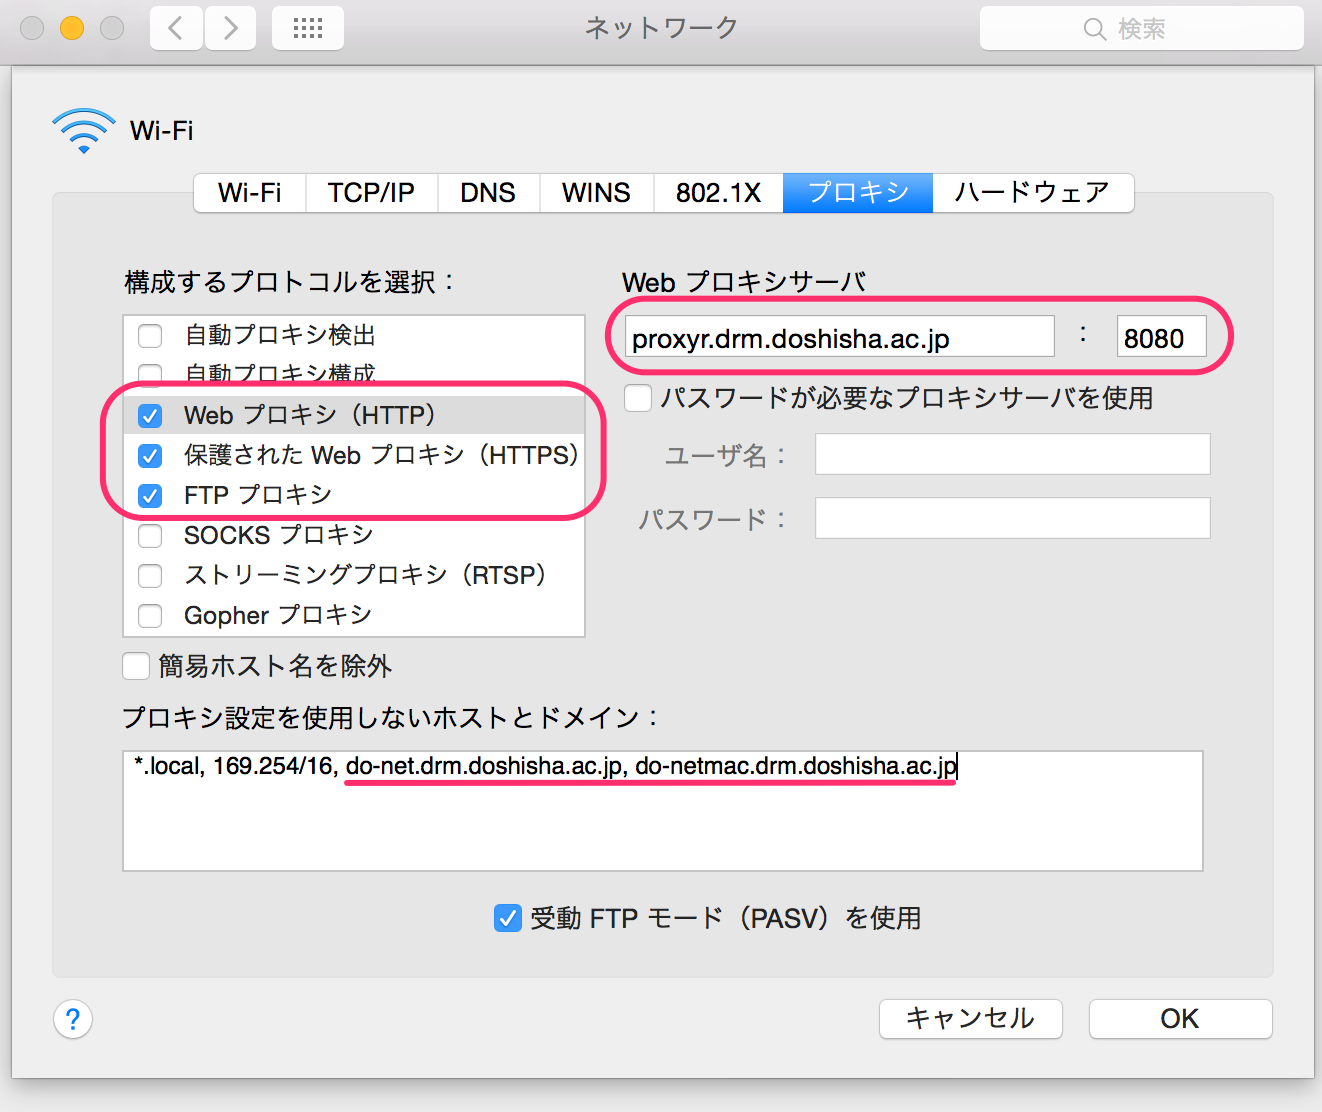 ネットワーク
検索
Wi-Fi
Wi-Fi TCP/IP DNS WINS 802.1X プロキシ ハードウェア
構成するプロトコルを選択：
自動プロキシ検出
自動プロキシ構成
Web プロキシ（HTTP）
保護された Web プロキシ（HTTPS）
FTP プロキシ
SOCKS プロキシ
ストリーミングプロキシ（RTSP）
Gopher プロキシ
簡易ホスト名を除外
Web プロキシサーバ
proxyr.drm.doshisha.ac.jp : 8080
パスワードが必要なプロキシサーバを使用
ユーザ名：
パスワード：
プロキシ設定を使用しないホストとドメイン：
*.local, 169.254/16, do-net.drm.doshisha.ac.jp, do-netmac.drm.doshisha.ac.jp
受動 FTP モード（PASV）を使用
?
キャンセル
OK